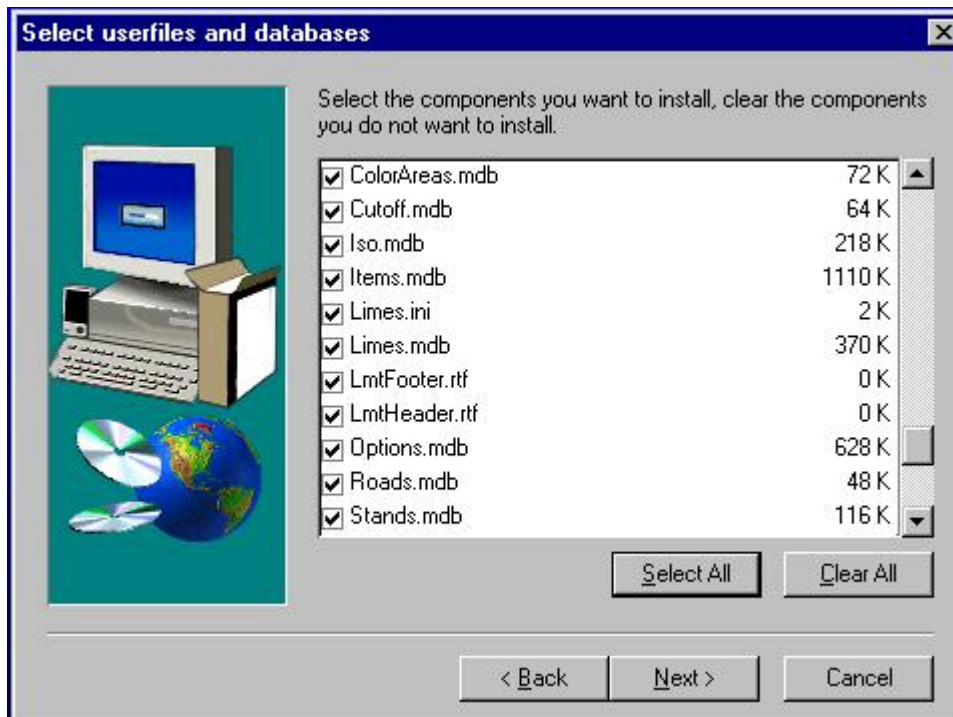 Select userfiles and databases
Select the components you want to install, clear the components
you do not want to install.
ColorAreas.mdb 72 K
Cutoff.mdb 64 K
Iso.mdb 218 K
Items.mdb 1110 K
Limes.ini 2 K
Limes.mdb 370 K
LmtFooter.rtf 0 K
LmtHeader.rtf 0 K
Options.mdb 628 K
Roads.mdb 48 K
Stands.mdb 116 K
Select All Clear All
< Back Next > Cancel